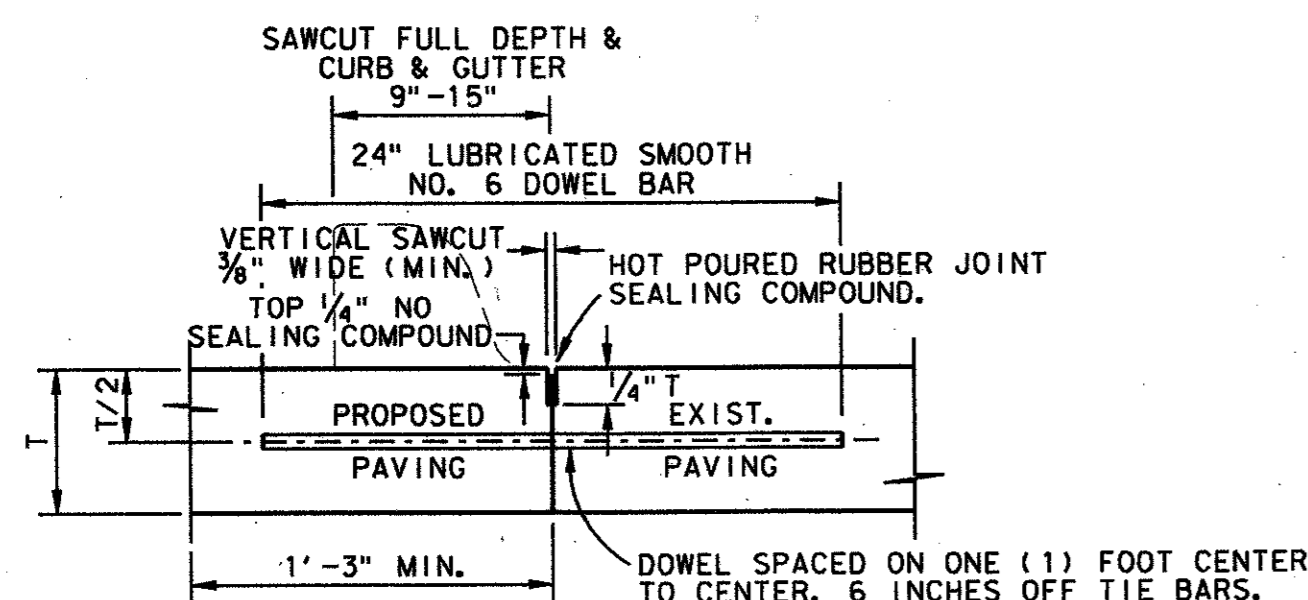 SAWCUT FULL DEPTH &
CURB & GUTTER
9"-15"
24" LUBRICATED SMOOTH
NO. 6 DOWEL BAR
VERTICAL SAWCUT
3/8" WIDE (MIN.)
TOP 1/4" NO
SEALING COMPOUND
HOT POURED RUBBER JOINT
SEALING COMPOUND.
1/4" T
T
T/2
PROPOSED
PAVING
EXIST.
PAVING
1'-3" MIN.
DOWEL SPACED ON ONE (1) FOOT CENTER
TO CENTER. 6 INCHES OFF TIE BARS.